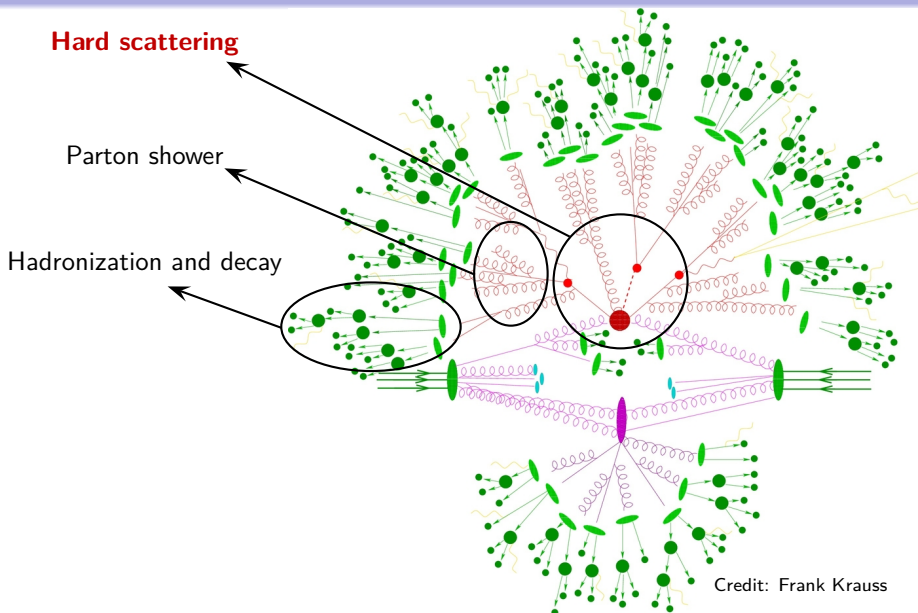 Hard scattering
Parton shower
Hadronization and decay
Credit: Frank Krauss